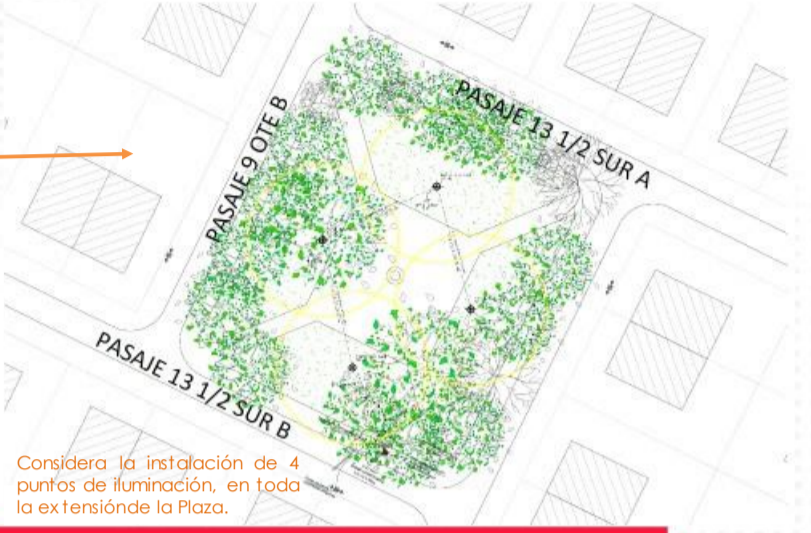 PASAJE 13 1/2 SUR A
PASAJE 9 OTE B
PASAJE 13 1/2 SUR B
Considera la instalación de 4
puntos de iluminación, en toda
la extensiónde la Plaza.